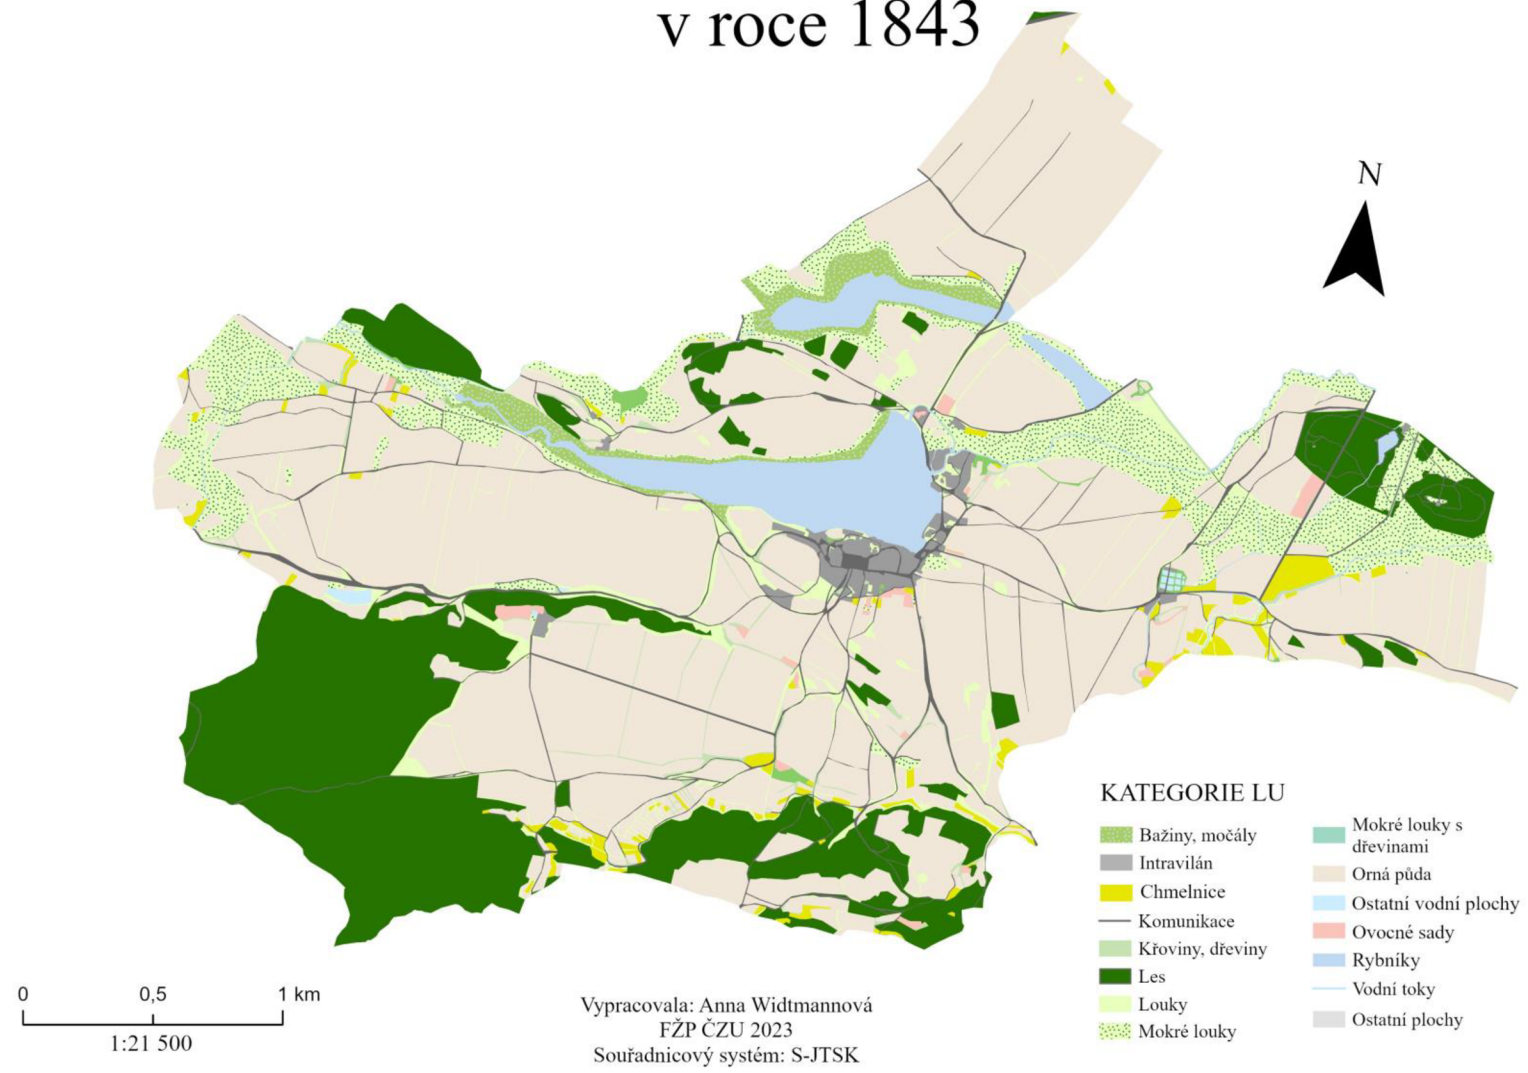 v roce 1843
N
KATEGORIE LU
Bažiny, močály
Intravilán
Chmelnice
Komunikace
Křoviny, dřeviny
Les
Louky
Mokré louky
Mokré louky s
dřevinami
Orná půda
Ostatní vodní plochy
Ovocné sady
Rybníky
Vodní toky
Ostatní plochy
0 0,5 1 km
1:21 500
Vypracovala: Anna Widtmannová
FŽP ČZU 2023
Souřadnicový systém: S-JTSK